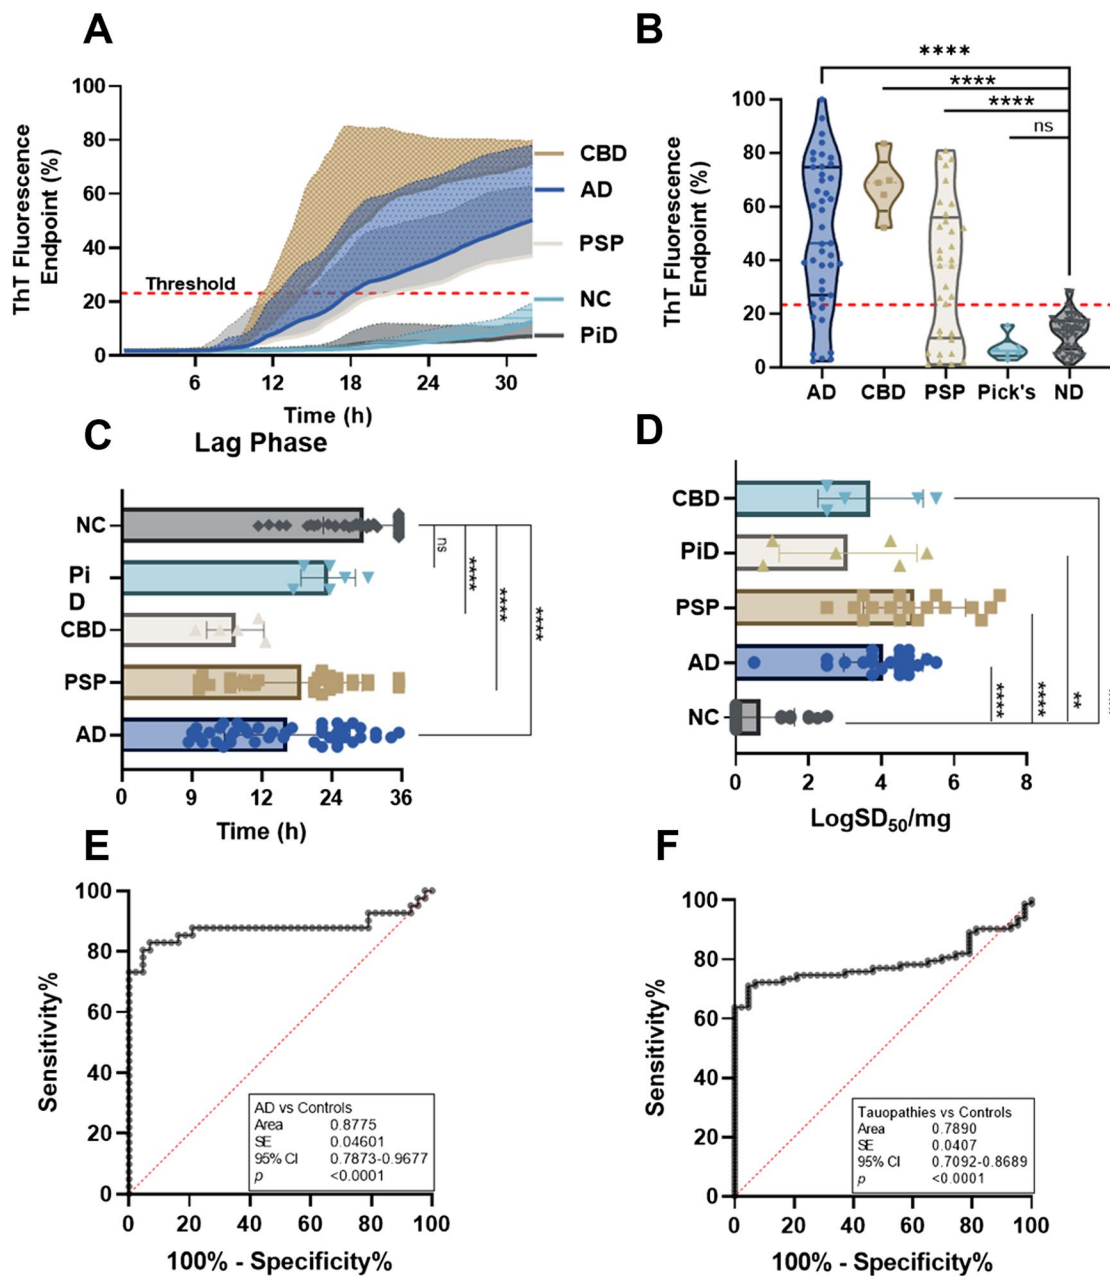 A
ThT Fluorescence
Endpoint (%)
100
80
60
40
20
0
Threshold
6
12
18
24
30
Time (h)
CBD
AD
PSP
NC
PiD
B
ThT Fluorescence
Endpoint (%)
100
80
60
40
20
0
****
****
****
ns
AD
CBD
PSP
Pick's
ND
C
Lag Phase
NC
Pi
D
CBD
PSP
AD
ns
****
****
****
0
9
12
24
36
Time (h)
D
CBD
PiD
PSP
AD
NC
****
****
**
0
2
4
6
8
LogSD50/mg
E
Sensitivity%
100
80
60
40
20
0
AD vs Controls
Area 0.8775
SE 0.04601
95% CI 0.7873-0.9677
p <0.0001
0
20
40
60
80
100
100% - Specificity%
F
Sensitivity%
100
80
60
40
20
0
Tauopathies vs Controls
Area 0.7890
SE 0.0407
95% CI 0.7092-0.8689
p <0.0001
0
20
40
60
80
100
100% - Specificity%